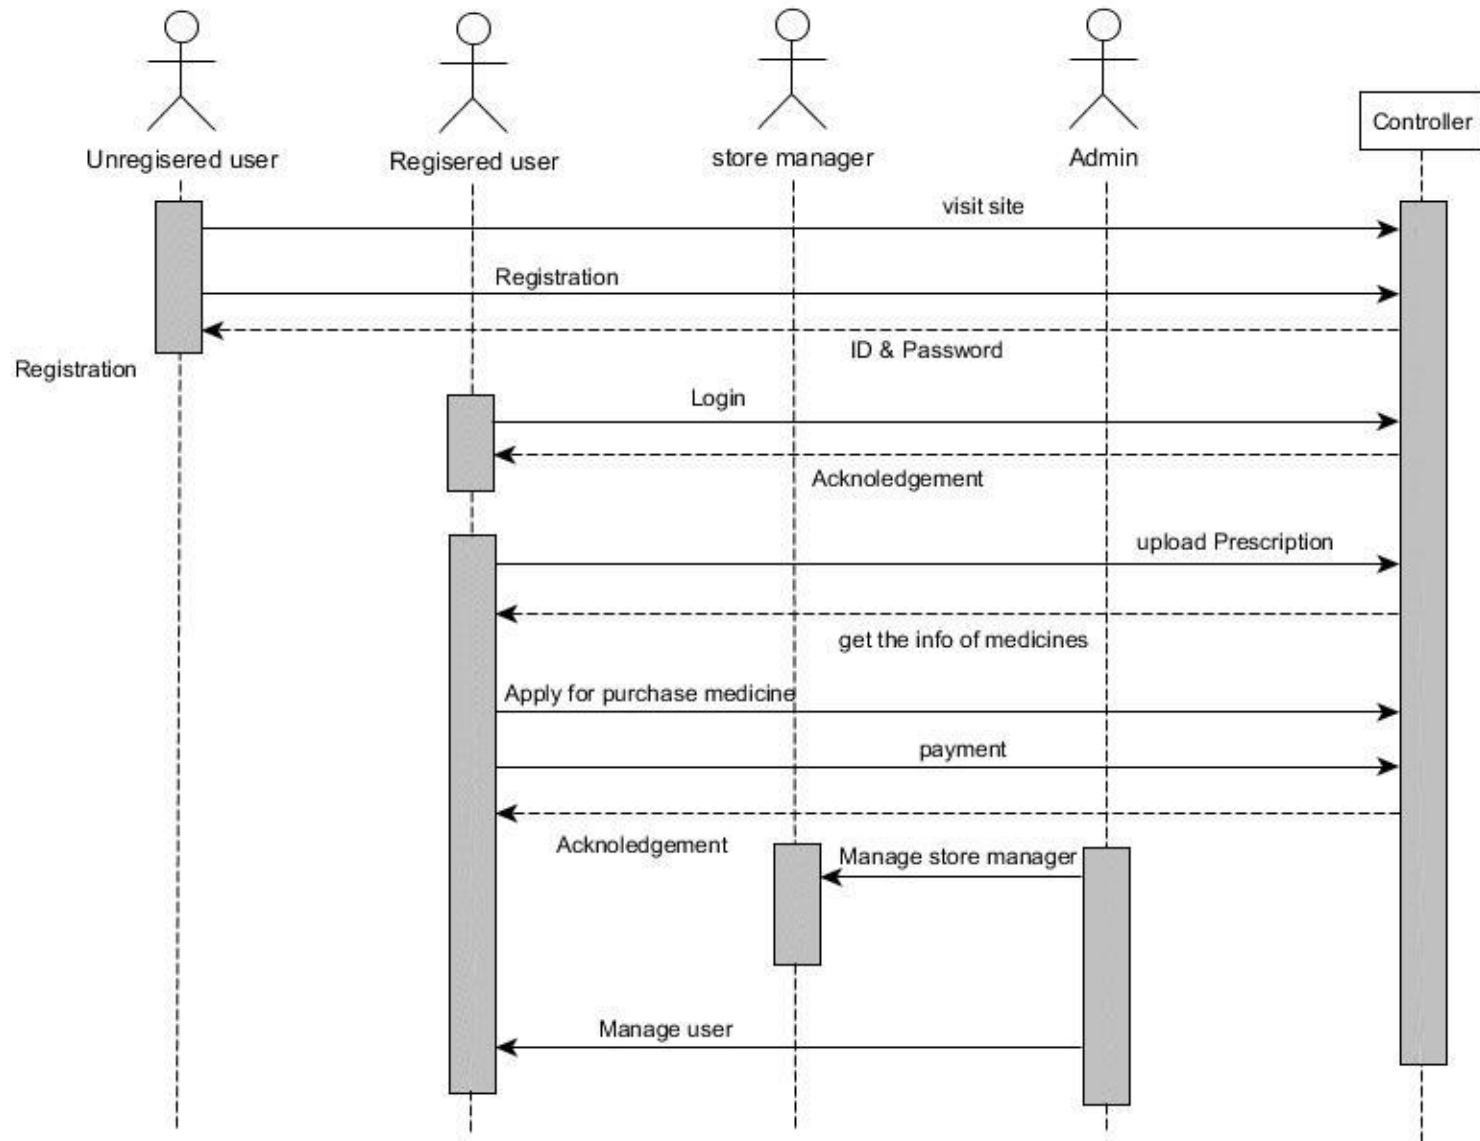 Controller
Unregisered user
Regisered user
store manager
Admin
visit site
Registration
ID & Password
Registration
Login
Acknoledgement
upload Prescription
get the info of medicines
Apply for purchase medicine
payment
Acknoledgement
Manage store manager
Manage user